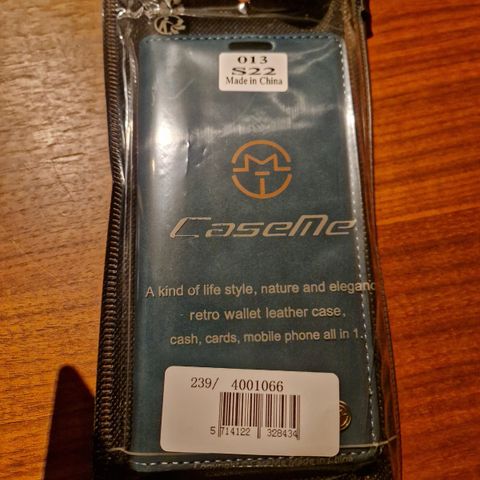 013
S22
Made in China
CaseMe
A kind of life style, nature and eleganc
retro wallet leather case,
cash, cards, mobile phone all in 1.
239/ 4001066
5 714122 328434